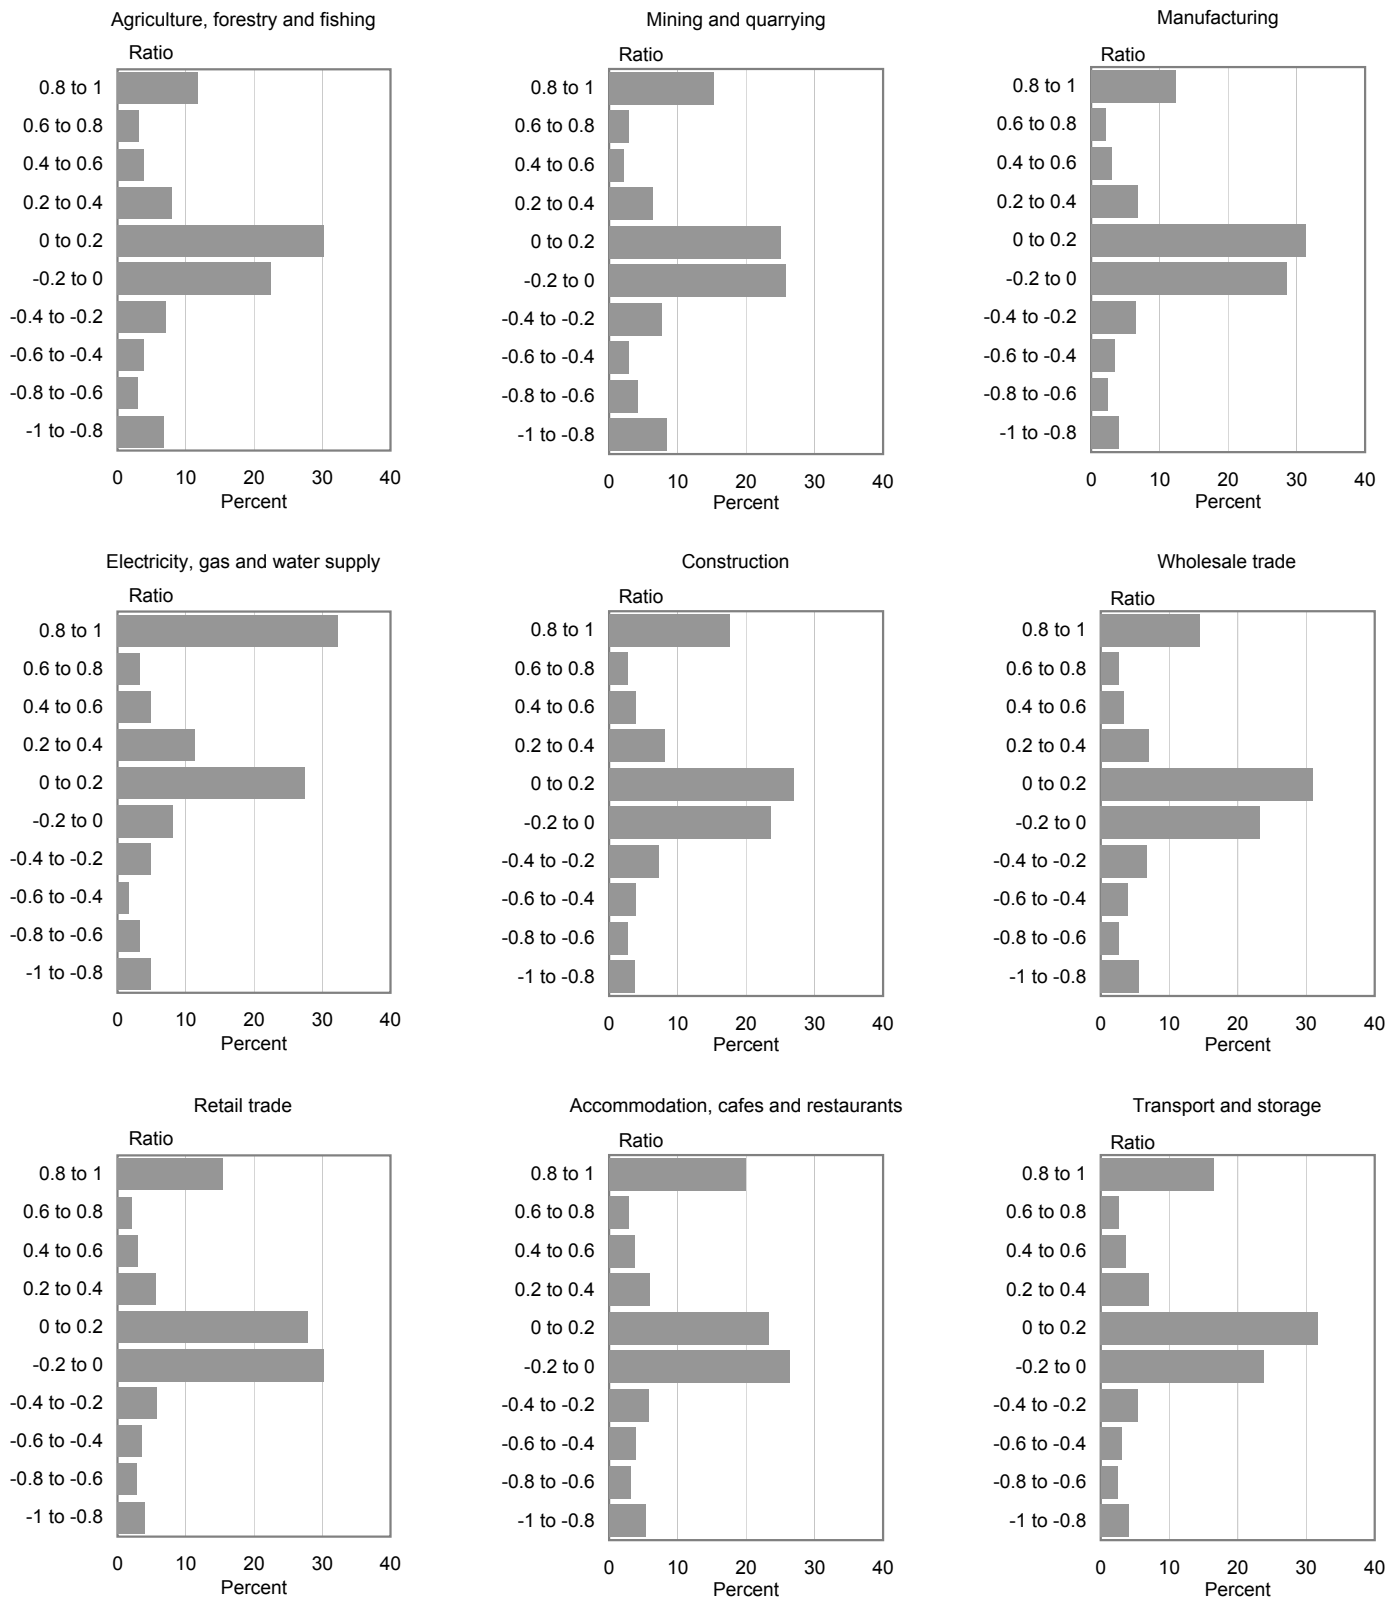 Agriculture, forestry and fishing
Ratio
0.8 to 1
0.6 to 0.8
0.4 to 0.6
0.2 to 0.4
0 to 0.2
-0.2 to 0
-0.4 to -0.2
-0.6 to -0.4
-0.8 to -0.6
-1 to -0.8
0 10 20 30 40
Percent
Mining and quarrying
Ratio
0.8 to 1
0.6 to 0.8
0.4 to 0.6
0.2 to 0.4
0 to 0.2
-0.2 to 0
-0.4 to -0.2
-0.6 to -0.4
-0.8 to -0.6
-1 to -0.8
0 10 20 30 40
Percent
Manufacturing
Ratio
0.8 to 1
0.6 to 0.8
0.4 to 0.6
0.2 to 0.4
0 to 0.2
-0.2 to 0
-0.4 to -0.2
-0.6 to -0.4
-0.8 to -0.6
-1 to -0.8
0 10 20 30 40
Percent
Electricity, gas and water supply
Ratio
0.8 to 1
0.6 to 0.8
0.4 to 0.6
0.2 to 0.4
0 to 0.2
-0.2 to 0
-0.4 to -0.2
-0.6 to -0.4
-0.8 to -0.6
-1 to -0.8
0 10 20 30 40
Percent
Construction
Ratio
0.8 to 1
0.6 to 0.8
0.4 to 0.6
0.2 to 0.4
0 to 0.2
-0.2 to 0
-0.4 to -0.2
-0.6 to -0.4
-0.8 to -0.6
-1 to -0.8
0 10 20 30 40
Percent
Wholesale trade
Ratio
0.8 to 1
0.6 to 0.8
0.4 to 0.6
0.2 to 0.4
0 to 0.2
-0.2 to 0
-0.4 to -0.2
-0.6 to -0.4
-0.8 to -0.6
-1 to -0.8
0 10 20 30 40
Percent
Retail trade
Ratio
0.8 to 1
0.6 to 0.8
0.4 to 0.6
0.2 to 0.4
0 to 0.2
-0.2 to 0
-0.4 to -0.2
-0.6 to -0.4
-0.8 to -0.6
-1 to -0.8
0 10 20 30 40
Percent
Accommodation, cafes and restaurants
Ratio
0.8 to 1
0.6 to 0.8
0.4 to 0.6
0.2 to 0.4
0 to 0.2
-0.2 to 0
-0.4 to -0.2
-0.6 to -0.4
-0.8 to -0.6
-1 to -0.8
0 10 20 30 40
Percent
Transport and storage
Ratio
0.8 to 1
0.6 to 0.8
0.4 to 0.6
0.2 to 0.4
0 to 0.2
-0.2 to 0
-0.4 to -0.2
-0.6 to -0.4
-0.8 to -0.6
-1 to -0.8
0 10 20 30 40
Percent